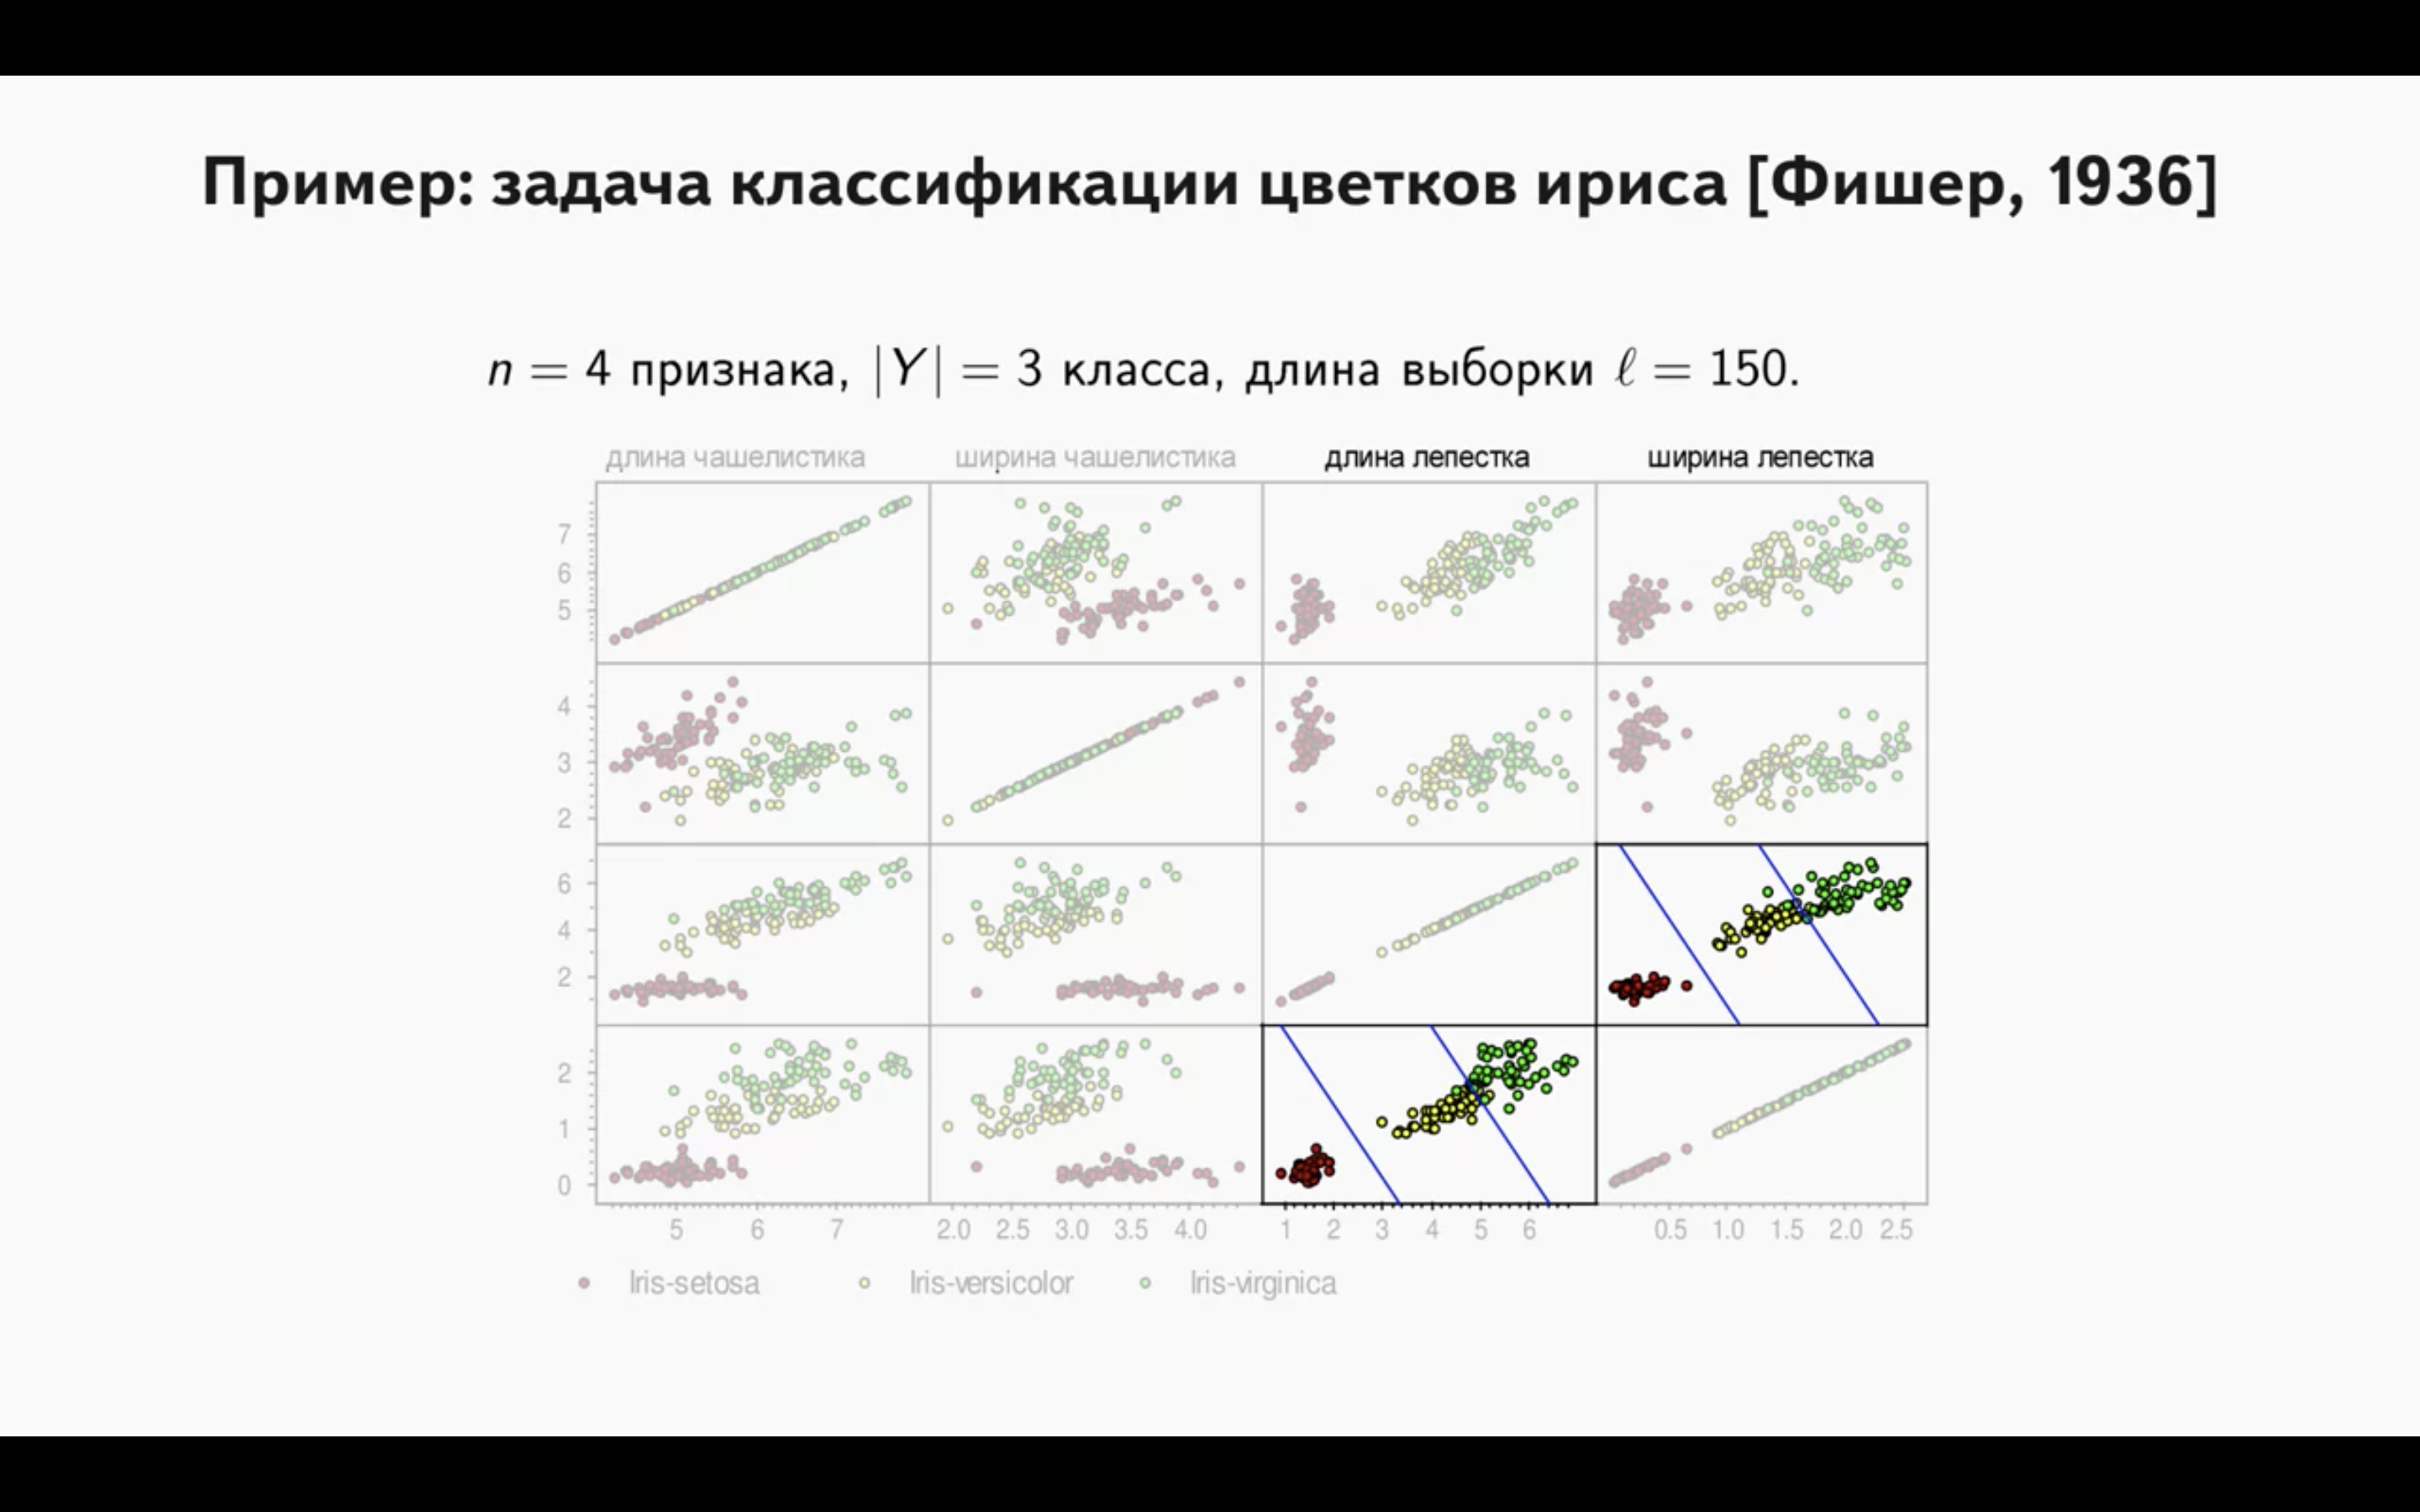 Пример: задача классификации цветков ириса [Фишер, 1936]
n = 4 признака, |Y| = 3 класса, длина выборки ℓ = 150.
длина чашелистика ширина чашелистика длина лепестка ширина лепестка
7
6
5
4
3
2
6
4
2
2
1
0
5 6 7 2.0 2.5 3.0 3.5 4.0 1 2 3 4 5 6 0.5 1.0 1.5 2.0 2.5
Iris-setosa Iris-versicolor Iris-virginica